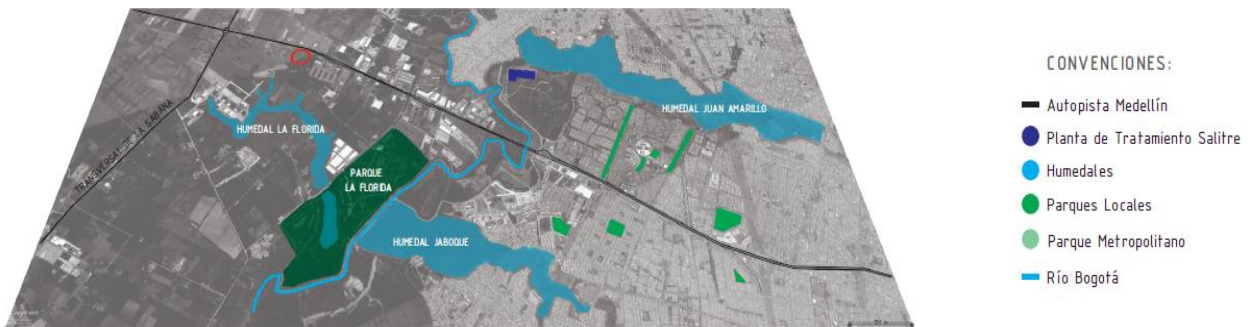 HUMEDAL JUAN AMARILLO
HUMEDAL LA FLORIDA
TRANSVERSAL DE LA SABANA
PARQUE
LA FLORIDA
HUMEDAL JABOQUE
CONVENCIONES:
Autopista Medellín
Planta de Tratamiento Salitre
Humedales
Parques Locales
Parque Metropolitano
Río Bogotá